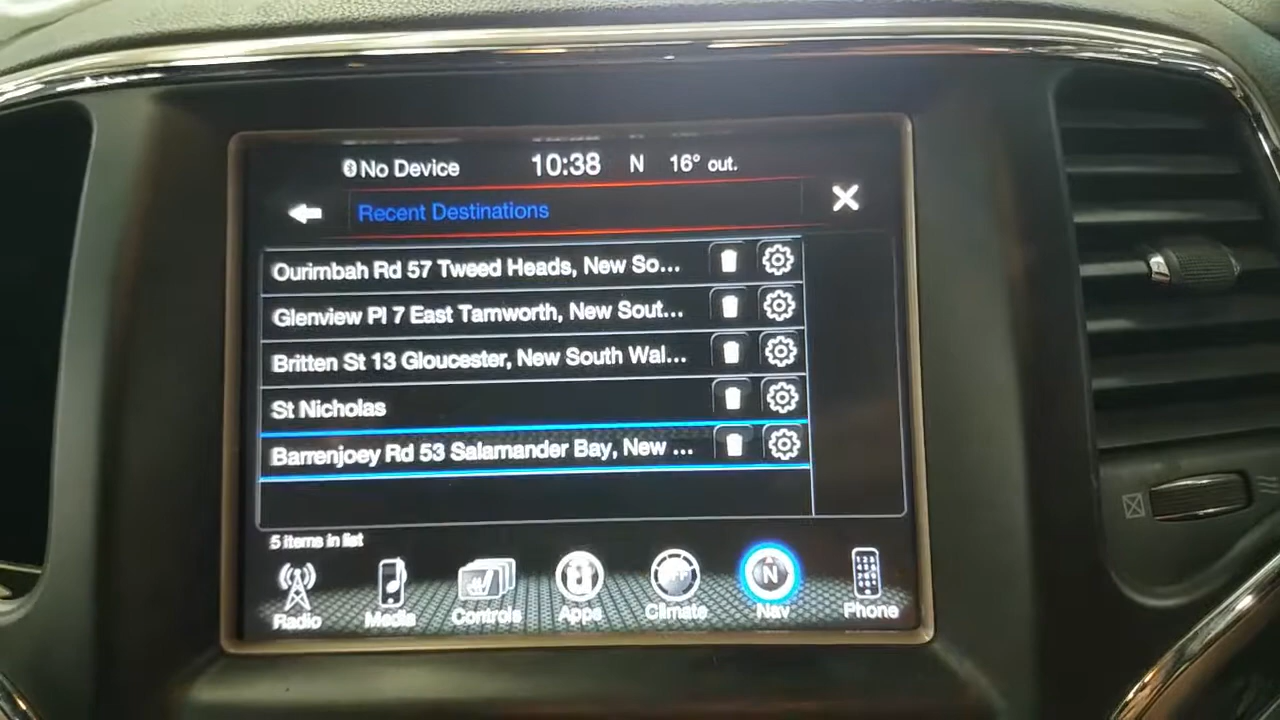 No Device 10:38 N 16° out.
Recent Destinations
Ourimbah Rd 57 Tweed Heads, New So...
Glenview Pl 7 East Tamworth, New Sout...
Britten St 13 Gloucester, New South Wal...
St Nicholas
Barrenjoey Rd 53 Salamander Bay, New ...
5 items in list
Radio Media Controls Apps Climate Nav Phone